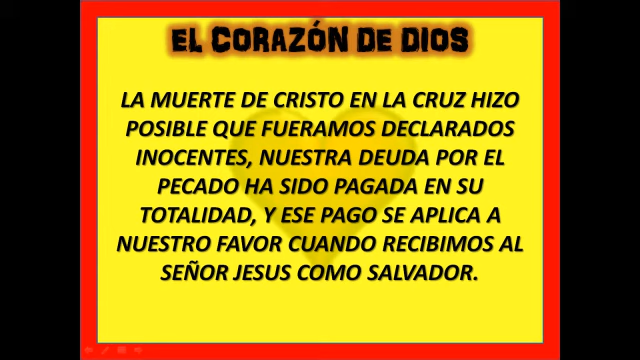 EL CORAZÓN DE DIOS
LA MUERTE DE CRISTO EN LA CRUZ HIZO
POSIBLE QUE FUERAMOS DECLARADOS
INOCENTES, NUESTRA DEUDA POR EL
PECADO HA SIDO PAGADA EN SU
TOTALIDAD, Y ESE PAGO SE APLICA A
NUESTRO FAVOR CUANDO RECIBIMOS AL
SEÑOR JESUS COMO SALVADOR.